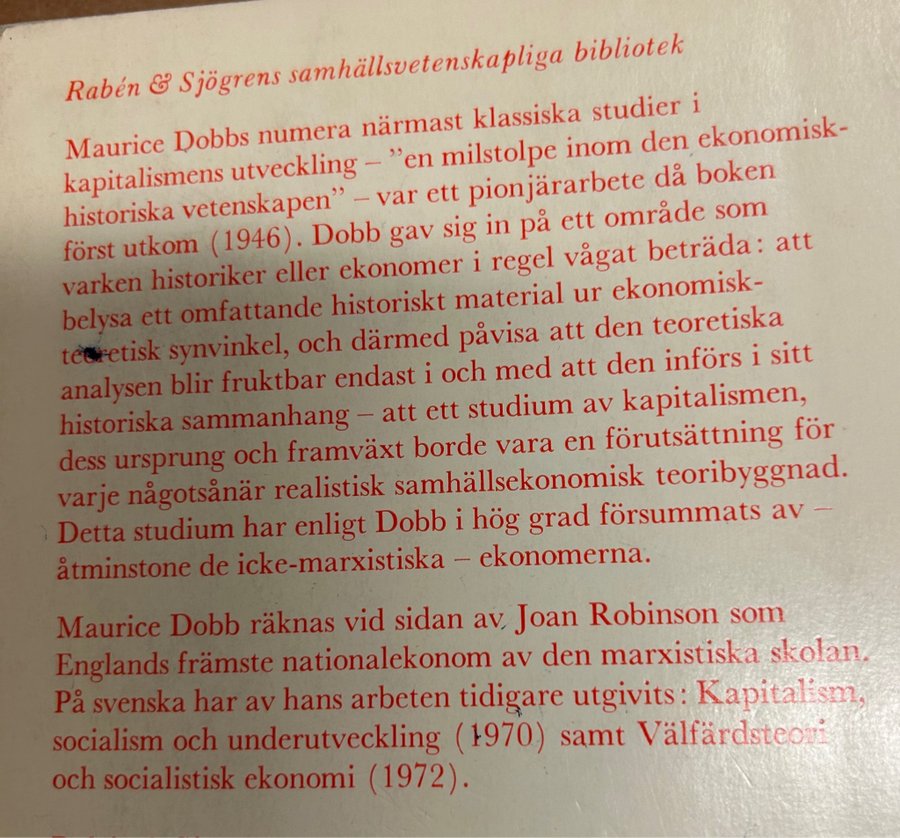 Rabén & Sjögrens samhällsvetenskapliga bibliotek
Maurice Dobbs numera närmast klassiska studier i
kapitalismens utveckling – ”en milstolpe inom den ekonomisk-
historiska vetenskapen” – var ett pionjärarbete då boken
först utkom (1946). Dobb gav sig in på ett område som
varken historiker eller ekonomer i regel vågat beträda: att
belysa ett omfattande historiskt material ur ekonomisk-
teoretisk synvinkel, och därmed påvisa att den teoretiska
analysen blir fruktbar endast i och med att den införs i sitt
historiska sammanhang – att ett studium av kapitalismen,
dess ursprung och framväxt borde vara en förutsättning för
varje någotsånär realistisk samhällsekonomisk teoribyggnad.
Detta studium har enligt Dobb i hög grad försummats av –
åtminstone de icke-marxistiska – ekonomerna.
Maurice Dobb räknas vid sidan av Joan Robinson som
Englands främste nationalekonom av den marxistiska skolan.
På svenska har av hans arbeten tidigare utgivits: Kapitalism,
socialism och underutveckling (1970) samt Välfärdsteori
och socialistisk ekonomi (1972).